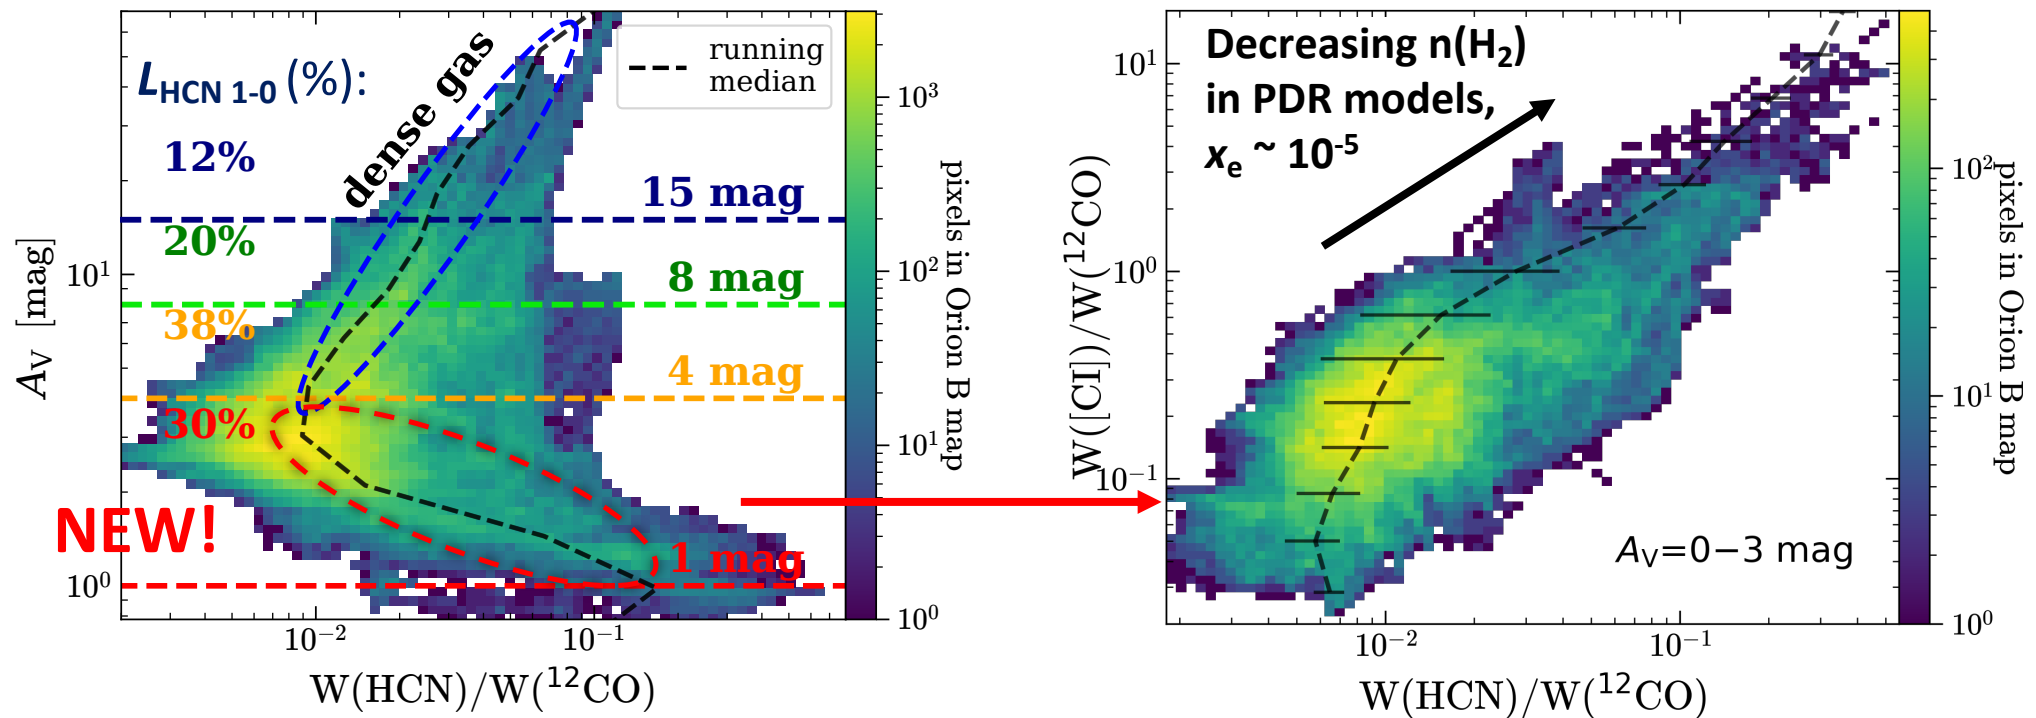 L_HCN 1-0 (%):
dense gas
running
median
12%
15 mag
20%
8 mag
38%
4 mag
30%
NEW!
1 mag
A_V [mag]
10^1
10^0
10^-2
10^-1
W(HCN)/W(^12CO)
10^3
10^2
10^1
10^0
pixels in Orion B map
Decreasing n(H_2)
in PDR models,
x_e ~ 10^-5
A_V=0−3 mag
W([CI])/W(^12CO)
10^1
10^0
10^-1
10^-2
10^-1
W(HCN)/W(^12CO)
10^2
10^1
10^0
pixels in Orion B map